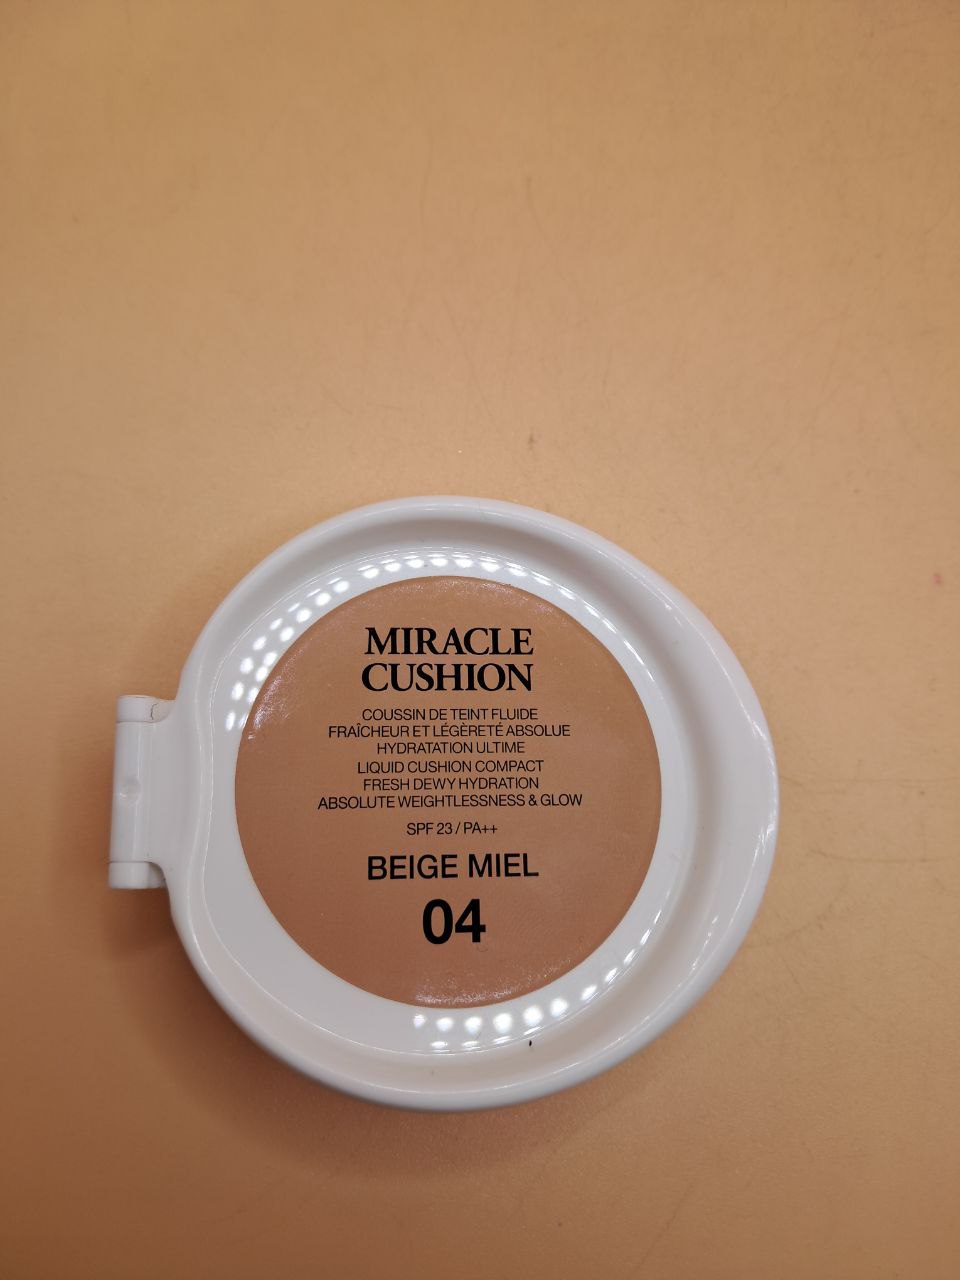 MIRACLE
CUSHION
COUSSIN DE TEINT FLUIDE
FRAÎCHEUR ET LÉGÈRETÉ ABSOLUE
HYDRATATION ULTIME
LIQUID CUSHION COMPACT
FRESH DEWY HYDRATION
ABSOLUTE WEIGHTLESSNESS & GLOW
SPF 23 / PA++
BEIGE MIEL
04